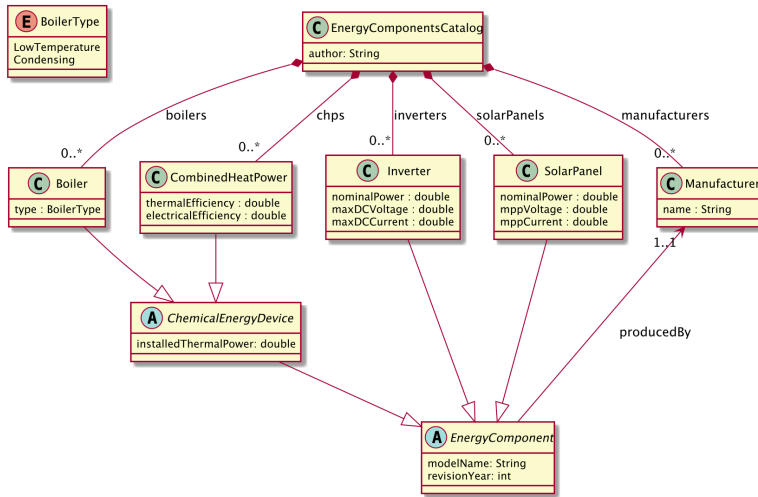 E BoilerType
LowTemperature
Condensing
C EnergyComponentsCatalog
author: String
boilers
chps
inverters
solarPanels
manufacturers
0..*
0..*
0..*
0..*
0..*
C Boiler
type : BoilerType
C CombinedHeatPower
thermalEfficiency : double
electricalEfficiency : double
C Inverter
nominalPower : double
maxDCVoltage : double
maxDCCurrent : double
C SolarPanel
nominalPower : double
mppVoltage : double
mppCurrent : double
C Manufacturer
name : String
1..1
A ChemicalEnergyDevice
installedThermalPower: double
producedBy
A EnergyComponent
modelName: String
revisionYear: int